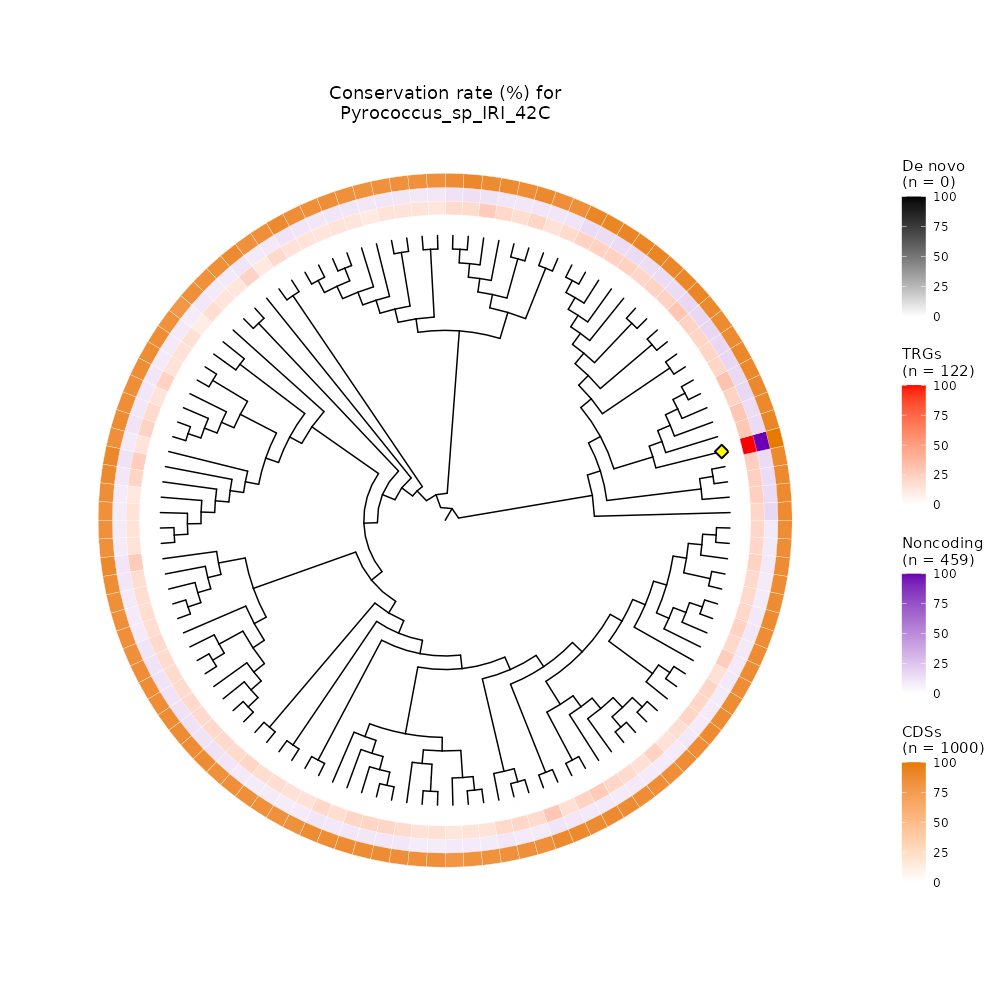 Conservation rate (%) for
Pyrococcus_sp_IRI_42C
De novo
(n = 0)
100
75
50
25
0
TRGs
(n = 122)
100
75
50
25
0
Noncoding
(n = 459)
100
75
50
25
0
CDSs
(n = 1000)
100
75
50
25
0